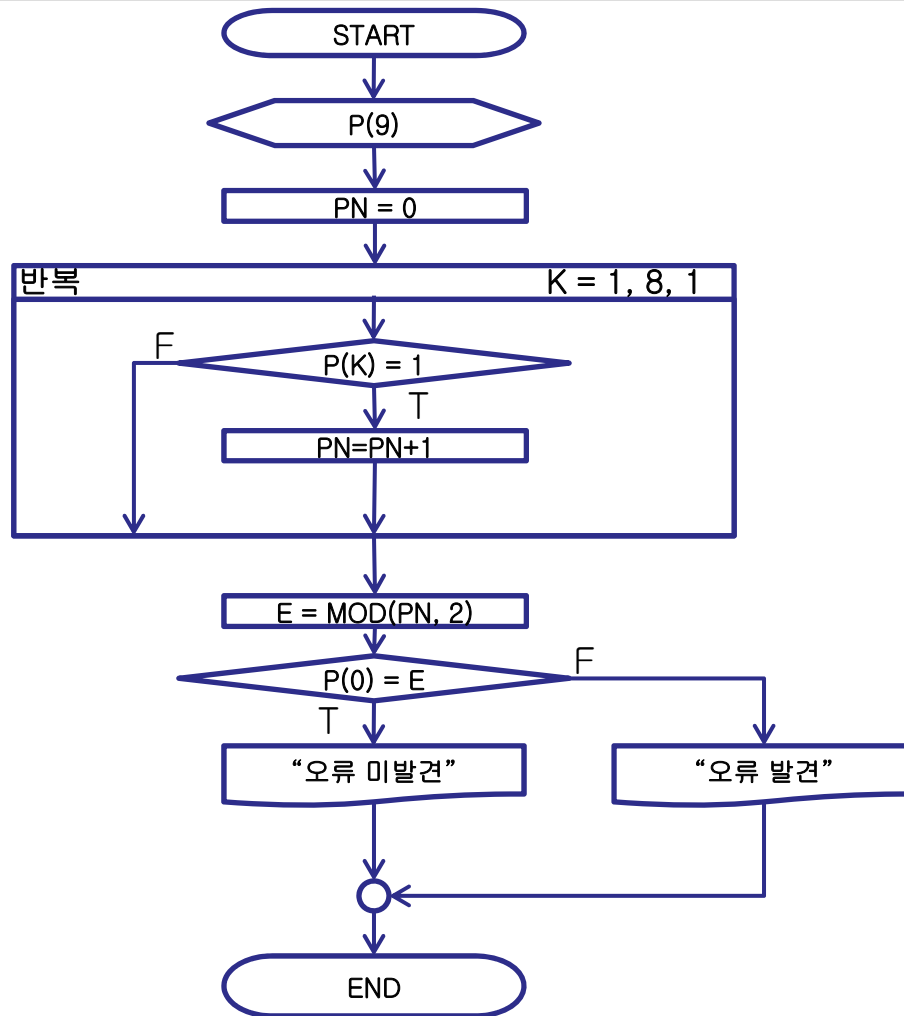 START
P(9)
PN = 0
반복 K = 1, 8, 1
F
P(K) = 1
T
PN=PN+1
E = MOD(PN, 2)
F
P(0) = E
T
“오류 미발견” “오류 발견”
END